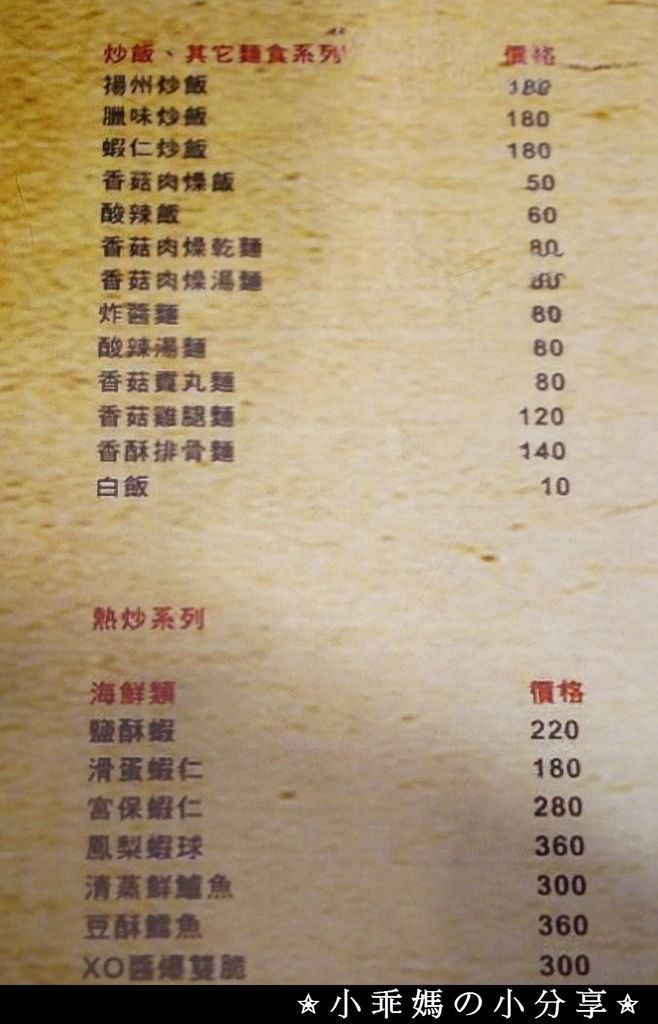 炒飯、其它麵食系列 價格
揚州炒飯 180
臘味炒飯 180
蝦仁炒飯 180
香菇肉燥飯 50
酸辣飯 60
香菇肉燥乾麵 80
香菇肉燥湯麵 80
炸醬麵 80
酸辣湯麵 80
香菇貢丸麵 80
香菇雞腿麵 120
香酥排骨麵 140
白飯 10
熱炒系列
海鮮類 價格
鹽酥蝦 220
滑蛋蝦仁 180
宮保蝦仁 280
鳳梨蝦球 360
清蒸鮮鱸魚 300
豆酥鱈魚 360
XO醬爆雙脆 300
✯小乖媽の小分享✯